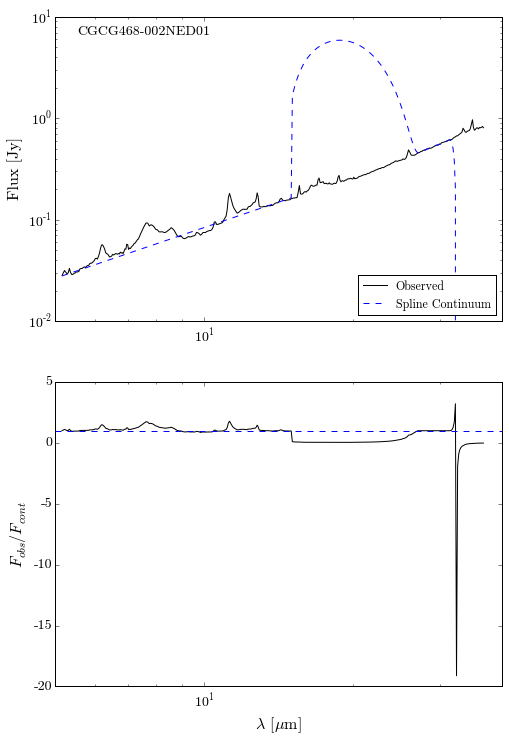 10^1
CGCG468-002NED01
10^0
Flux [Jy]
10^-1
Observed
Spline Continuum
10^-2
10^1
5
0
-5
F_obs/F_cont
-10
-15
-20
10^1
λ [μm]